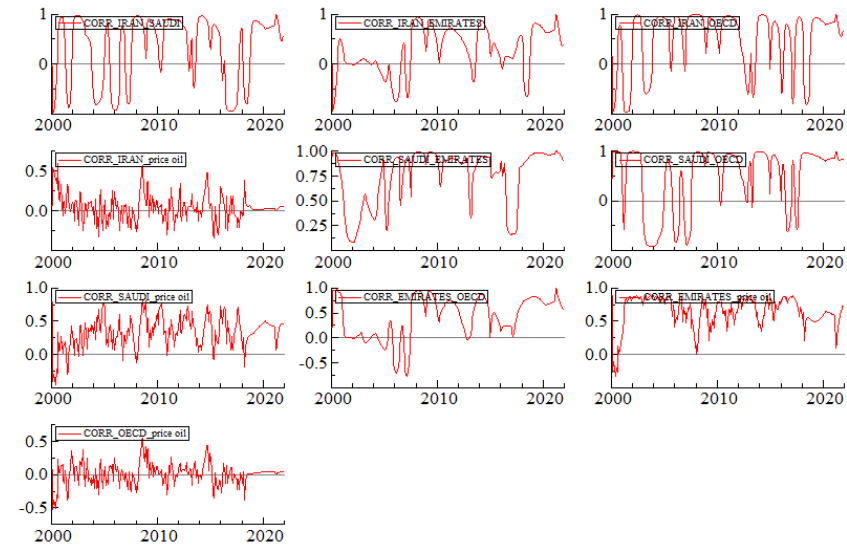 1
0
CORR_IRAN_SAUDI
2000 2010 2020
1
0
CORR_IRAN_EMIRATES
2000 2010 2020
1
0
CORR_IRAN_OECD
2000 2010 2020
0.5
0.0
CORR_IRAN_price oil
2000 2010 2020
1.00
0.75
0.50
0.25
CORR_SAUDI_EMIRATES
2000 2010 2020
1
0
CORR_SAUDI_OECD
2000 2010 2020
1.0
0.5
0.0
CORR_SAUDI_price oil
2000 2010 2020
1.0
0.5
0.0
-0.5
CORR_EMIRATES_OECD
2000 2010 2020
1.0
0.5
0.0
CORR_EMIRATES_price oil
2000 2010 2020
0.5
0.0
-0.5
CORR_OECD_price oil
2000 2010 2020